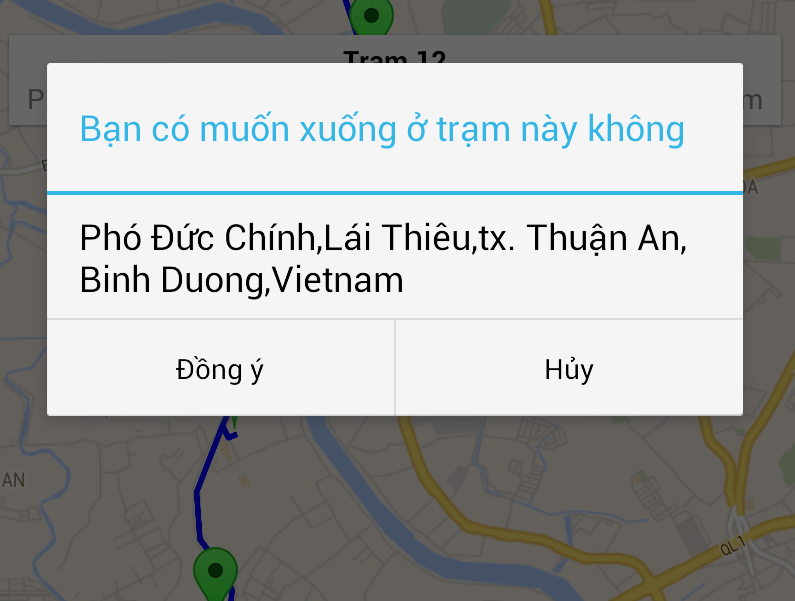 Trạm 12
Bạn có muốn xuống ở trạm này không
Phó Đức Chính,Lái Thiêu,tx. Thuận An,
Binh Duong,Vietnam
Đồng ý
Hủy
AN
QL 1